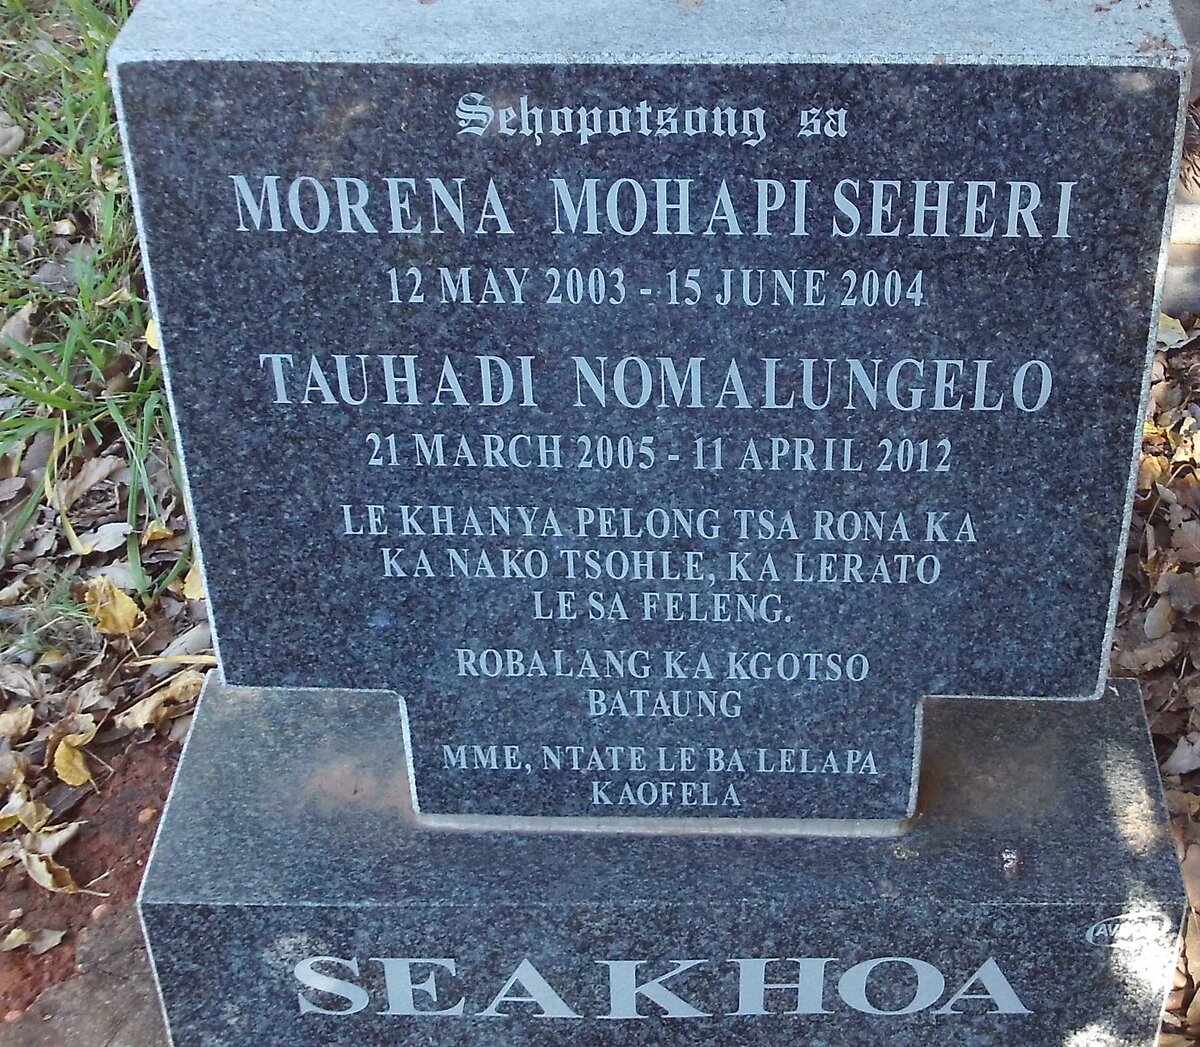 Sehopotsong sa
MORENA MOHAPI SEHERI
12 MAY 2003 - 15 JUNE 2004
TAUHADI NOMALUNGELO
21 MARCH 2005 - 11 APRIL 2012
LE KHANYA PELONG TSA RONA KA
KA NAKO TSOHLE, KA LERATO
LE SA FELENG.
ROBALANG KA KGOTSO
BATAUNG
MME, NTATE LE BA LELAPA
KAOFELA
SEAKHOA